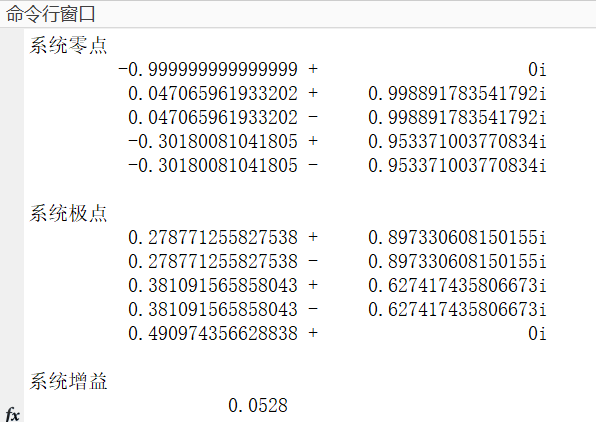 命令行窗口
系统零点
-0.999999999999999 + 0i
0.047065961933202 + 0.998891783541792i
0.047065961933202 - 0.998891783541792i
-0.30180081041805 + 0.953371003770834i
-0.30180081041805 - 0.953371003770834i
系统极点
0.278771255827538 + 0.897330608150155i
0.278771255827538 - 0.897330608150155i
0.381091565858043 + 0.627417435806673i
0.381091565858043 - 0.627417435806673i
0.490974356628838 + 0i
系统增益
0.0528
fx